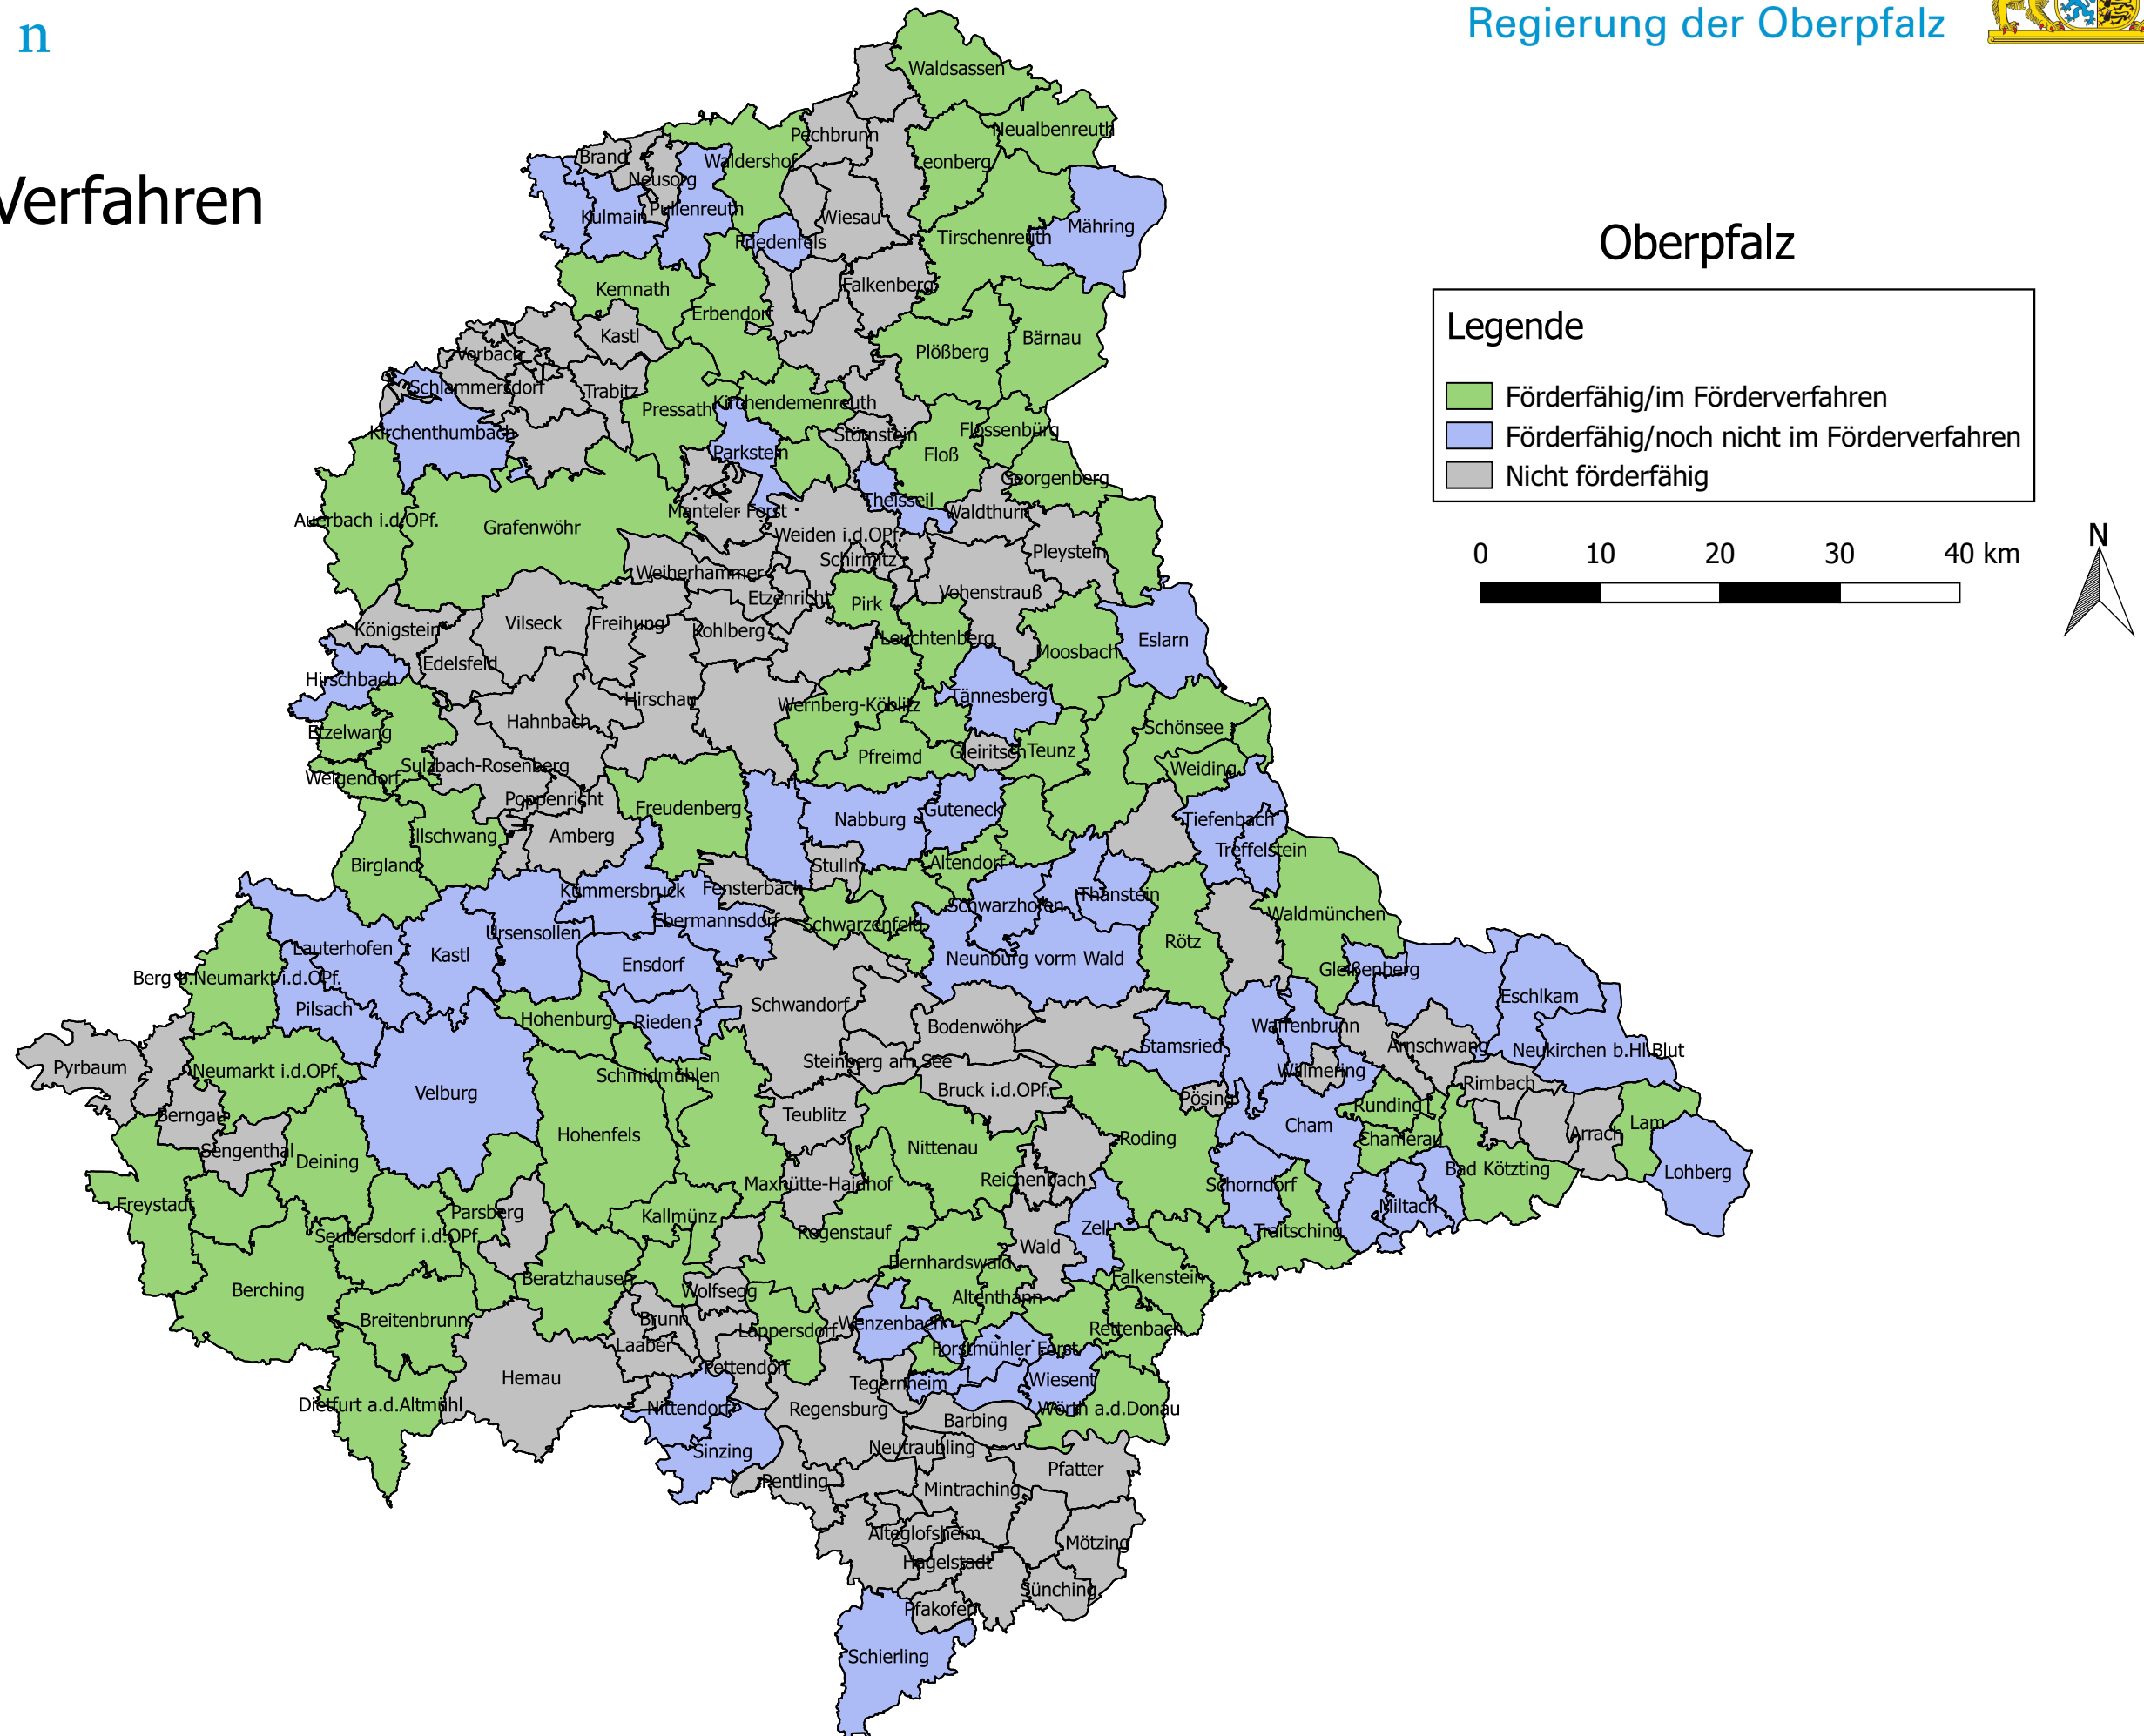 n
Regierung der Oberpfalz
Verfahren
Oberpfalz
Legende
Förderfähig/im Förderverfahren
Förderfähig/noch nicht im Förderverfahren
Nicht förderfähig
0 10 20 30 40 km
N
Waldsassen
Neualbenreuth
Pechbrunn
Brand
Waldershof
Leonberg
Neusorg
Pullenreuth
Kulmain
Wiesau
Mähring
Tirschenreuth
Friedenfels
Falkenberg
Kemnath
Erbendorf
Kastl
Bärnau
Plößberg
Vorbach
Schlammersdorf
Trabitz
Kirchendemenreuth
Pressath
Kirchenthumbach
Störnstein
Flossenbürg
Parkstein
Floß
Georgenberg
Theisseil
Manteler Forst
Waldthurn
Auerbach i.d.OPf.
Grafenwöhr
Weiden i.d.OPf.
Pleystein
Schirmitz
Weiherhammer
Vohenstrauß
Etzenricht
Pirk
Vilseck
Freihung
Königstein
Kohlberg
Leuchtenberg
Eslarn
Moosbach
Edelsfeld
Hirschbach
Tännesberg
Hirschau
Wernberg-Köblitz
Hahnbach
Schönsee
Etzelwang
Gleiritsch
Teunz
Pfreimd
Sulzbach-Rosenberg
Weiding
Weigendorf
Poppenricht
Freudenberg
Guteneck
Nabburg
Tiefenbach
Illschwang
Amberg
Treffelstein
Birgland
Stulln
Altendorf
Kümmersbruck
Fensterbach
Thanstein
Schwarzhofen
Waldmünchen
Ebermannsdorf
Schwarzenfeld
Ursensollen
Rötz
Lauterhofen
Kastl
Neunburg vorm Wald
Ensdorf
Gleißenberg
Berg b.Neumarkt i.d.OPf.
Eschlkam
Pilsach
Schwandorf
Hohenburg
Rieden
Bodenwöhr
Waffenbrunn
Stamsried
Arnschwang
Neukirchen b.Hl.Blut
Steinberg am See
Pyrbaum
Neumarkt i.d.OPf.
Schmidmühlen
Willmering
Rimbach
Velburg
Bruck i.d.OPf.
Pösing
Runding
Berngau
Teublitz
Cham
Lam
Hohenfels
Roding
Chamerau
Arrach
Nittenau
Sengenthal
Deining
Bad Kötzting
Lohberg
Reichenbach
Maxhütte-Haidhof
Schorndorf
Freystadt
Miltach
Parsberg
Kallmünz
Zell
Traitsching
Regenstauf
Seubersdorf i.d.OPf.
Wald
Bernhardswald
Beratzhausen
Falkenstein
Berching
Wolfsegg
Altenthann
Breitenbrunn
Brunn
Wenzenbach
Lappersdorf
Rettenbach
Laaber
Forstmühler Forst
Pettendorf
Hemau
Wiesent
Tegernheim
Dietfurt a.d.Altmühl
Nittendorf
Regensburg
Wörth a.d.Donau
Barbing
Neutraubling
Sinzing
Pfatter
Pentling
Mintraching
Alteglofsheim
Mötzing
Hagelstadt
Sünching
Pfakofen
Schierling